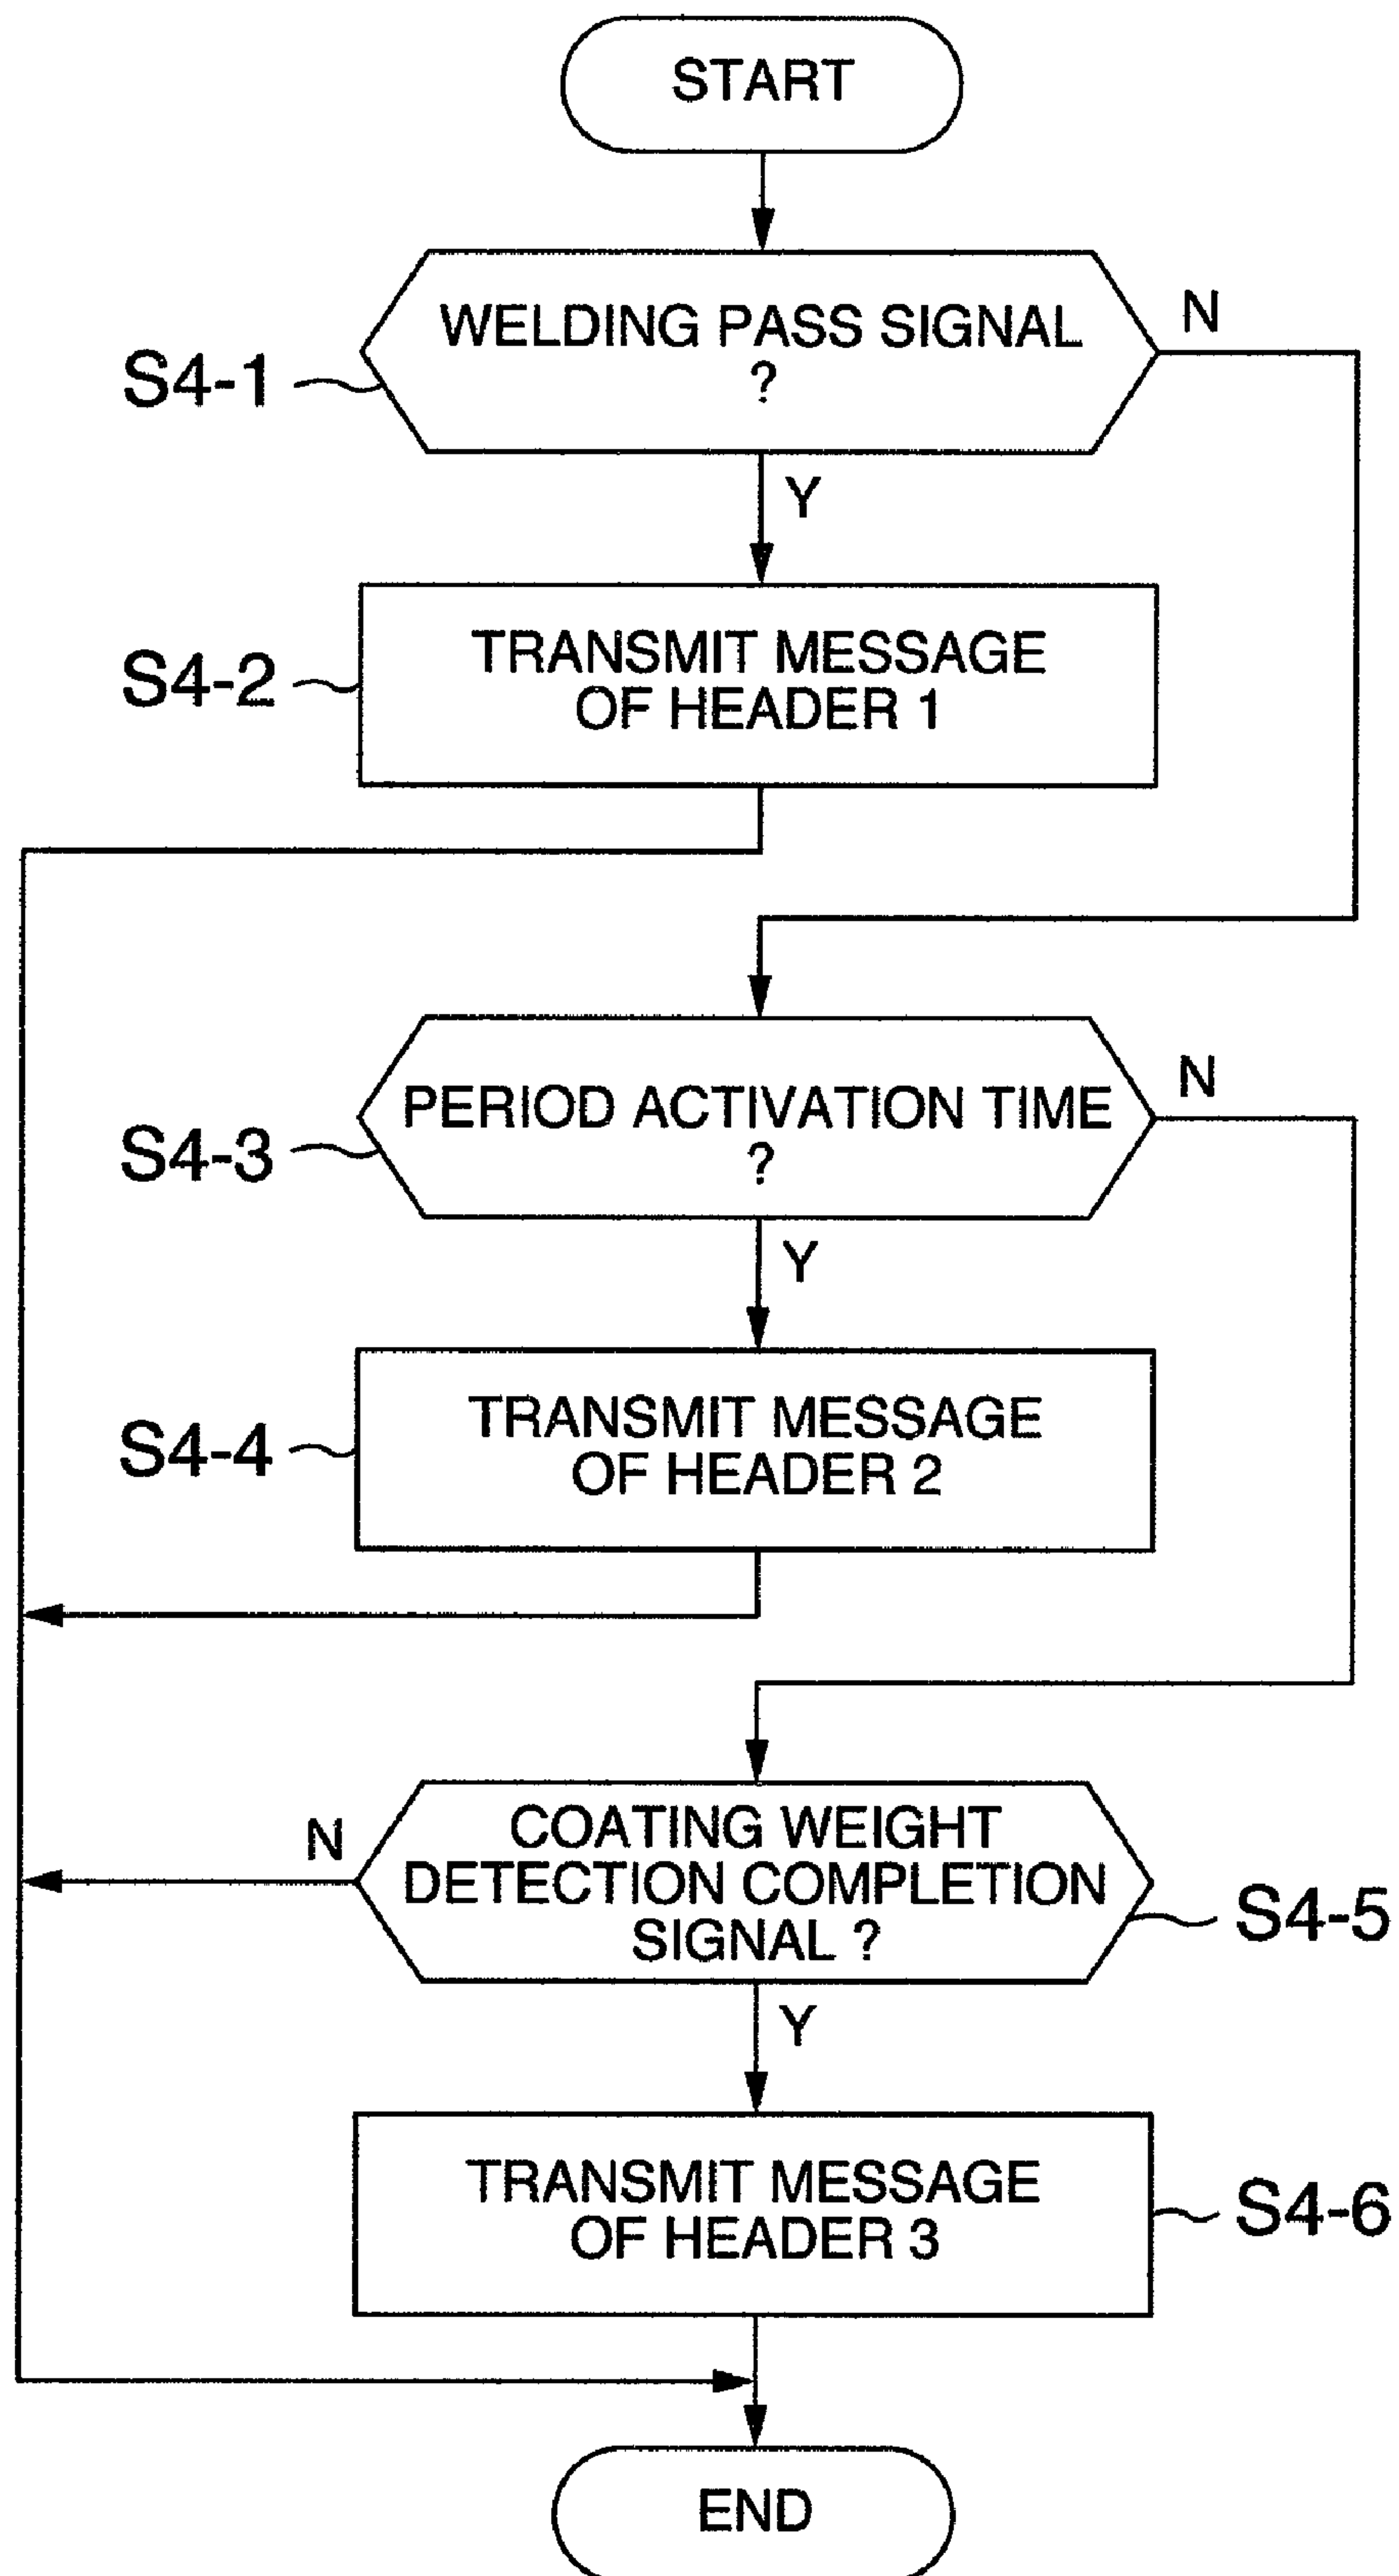 START
WELDING PASS SIGNAL
?
N
S4-1
Y
TRANSMIT MESSAGE
OF HEADER 1
S4-2
PERIOD ACTIVATION TIME
?
N
S4-3
Y
TRANSMIT MESSAGE
OF HEADER 2
S4-4
N
COATING WEIGHT
DETECTION COMPLETION
SIGNAL ?
S4-5
Y
TRANSMIT MESSAGE
OF HEADER 3
S4-6
END